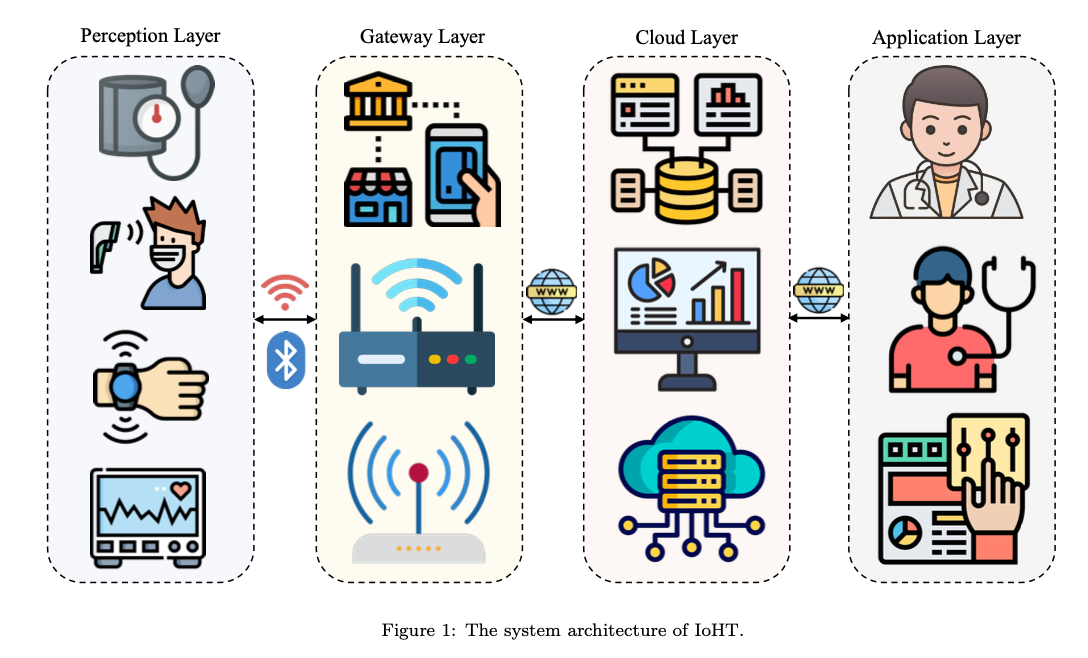 Perception Layer
Gateway Layer
Cloud Layer
Application Layer
WWW
WWW
Figure 1: The system architecture of IoHT.